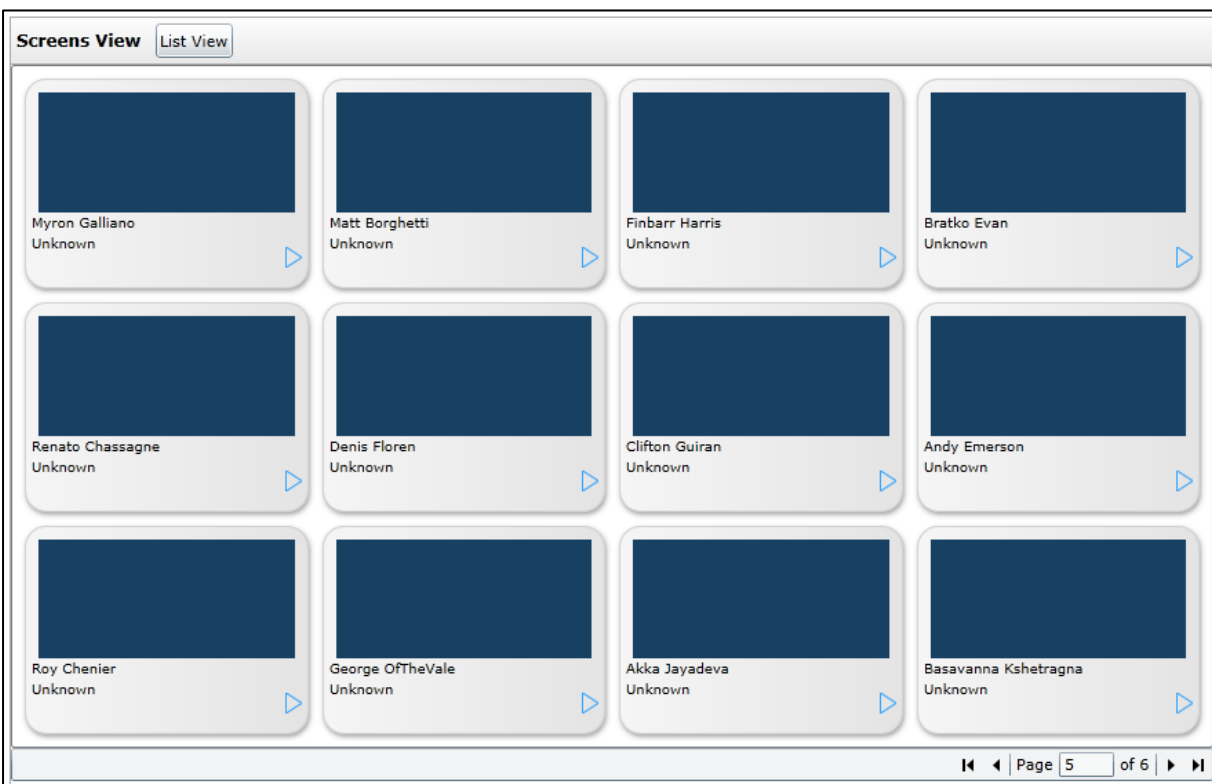 Screens View List View
Myron Galliano Matt Borghetti Finbarr Harris Bratko Evan
Unknown Unknown Unknown Unknown
Renato Chassagne Denis Floren Clifton Guiran Andy Emerson
Unknown Unknown Unknown Unknown
Roy Chenier George OfTheVale Akka Jayadeva Basavanna Kshetragna
Unknown Unknown Unknown Unknown
Page 5 of 6